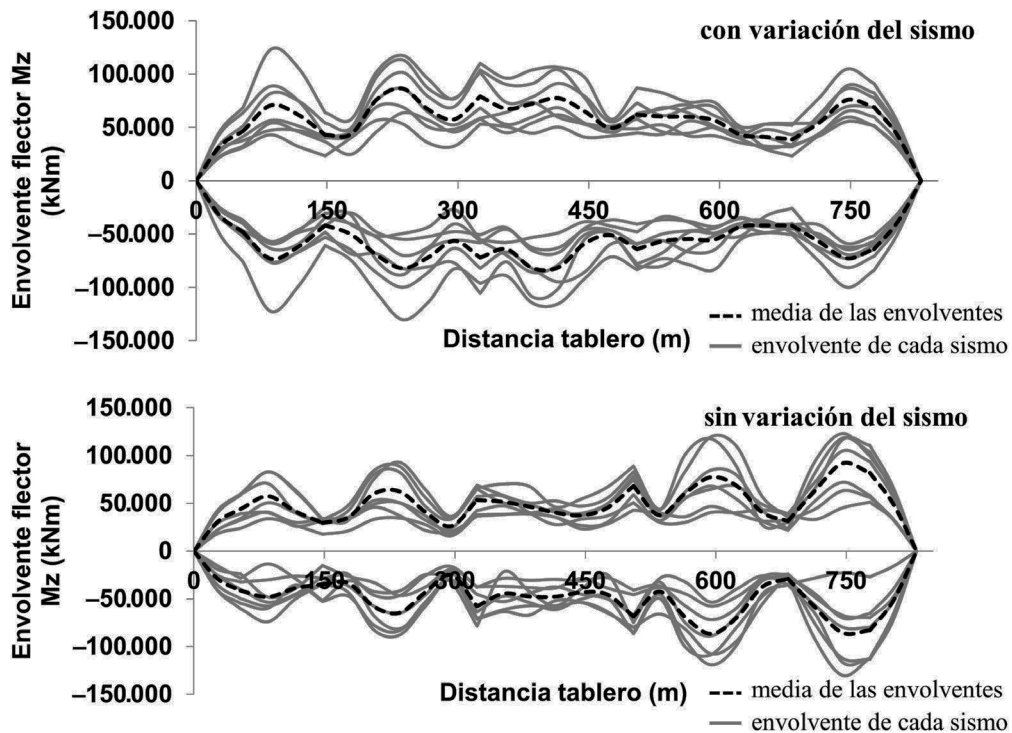 150.000
con variación del sismo
100.000
50.000
0
−50.000
−100.000
−150.000
Envolvente flector Mz
(kNm)
0 150 300 450 600 750
Distancia tablero (m)
media de las envolventes
envolvente de cada sismo
150.000
sin variación del sismo
100.000
50.000
0
−50.000
−100.000
−150.000
Envolvente flector
Mz (kNm)
0 150 300 450 600 750
Distancia tablero (m)
media de las envolventes
envolvente de cada sismo